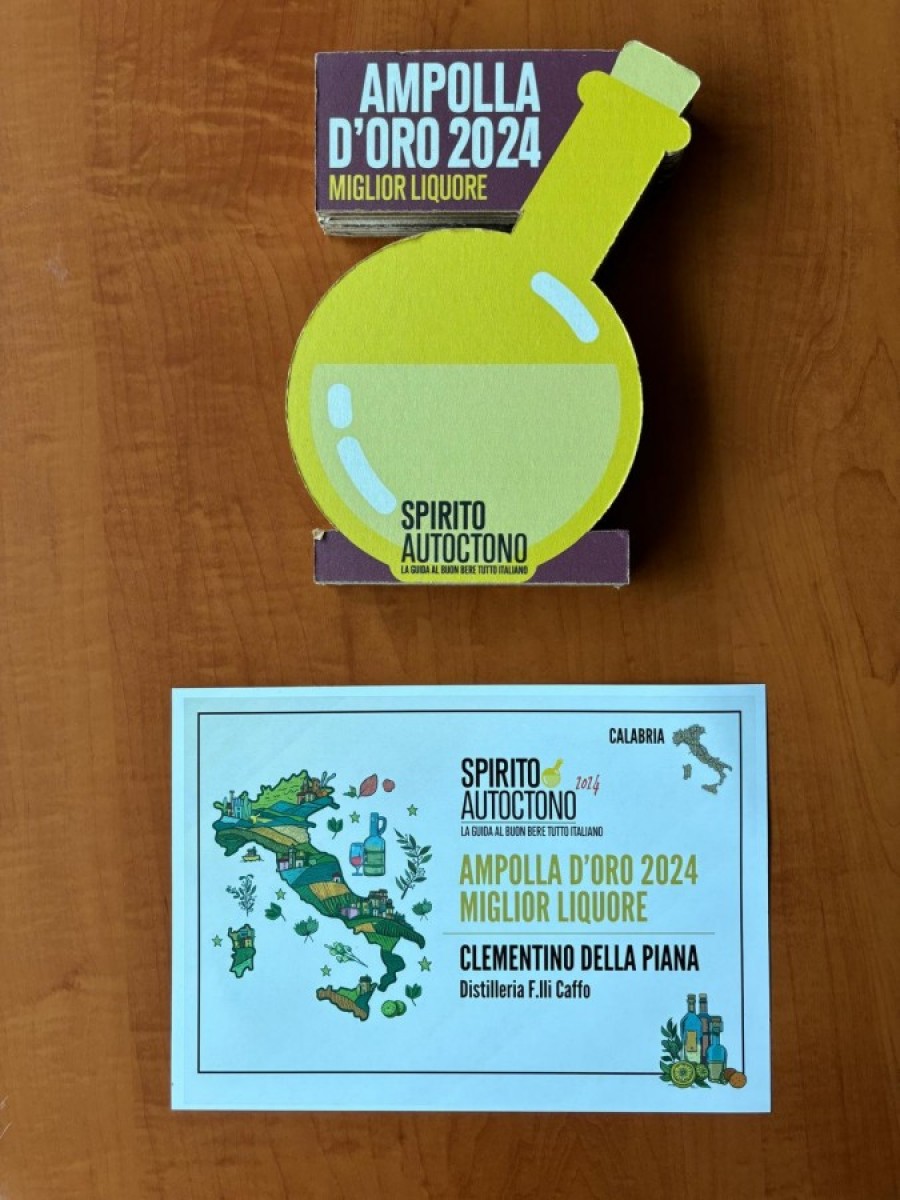 AMPOLLA
D'ORO 2024
MIGLIOR LIQUORE
SPIRITO
AUTOCTONO
LA GUIDA AL BUON BERE TUTTO ITALIANO
CALABRIA
SPIRITO
2024
AUTOCTONO
LA GUIDA AL BUON BERE TUTTO ITALIANO
AMPOLLA D'ORO 2024
MIGLIOR LIQUORE
CLEMENTINO DELLA PIANA
Distilleria F.lli Caffo